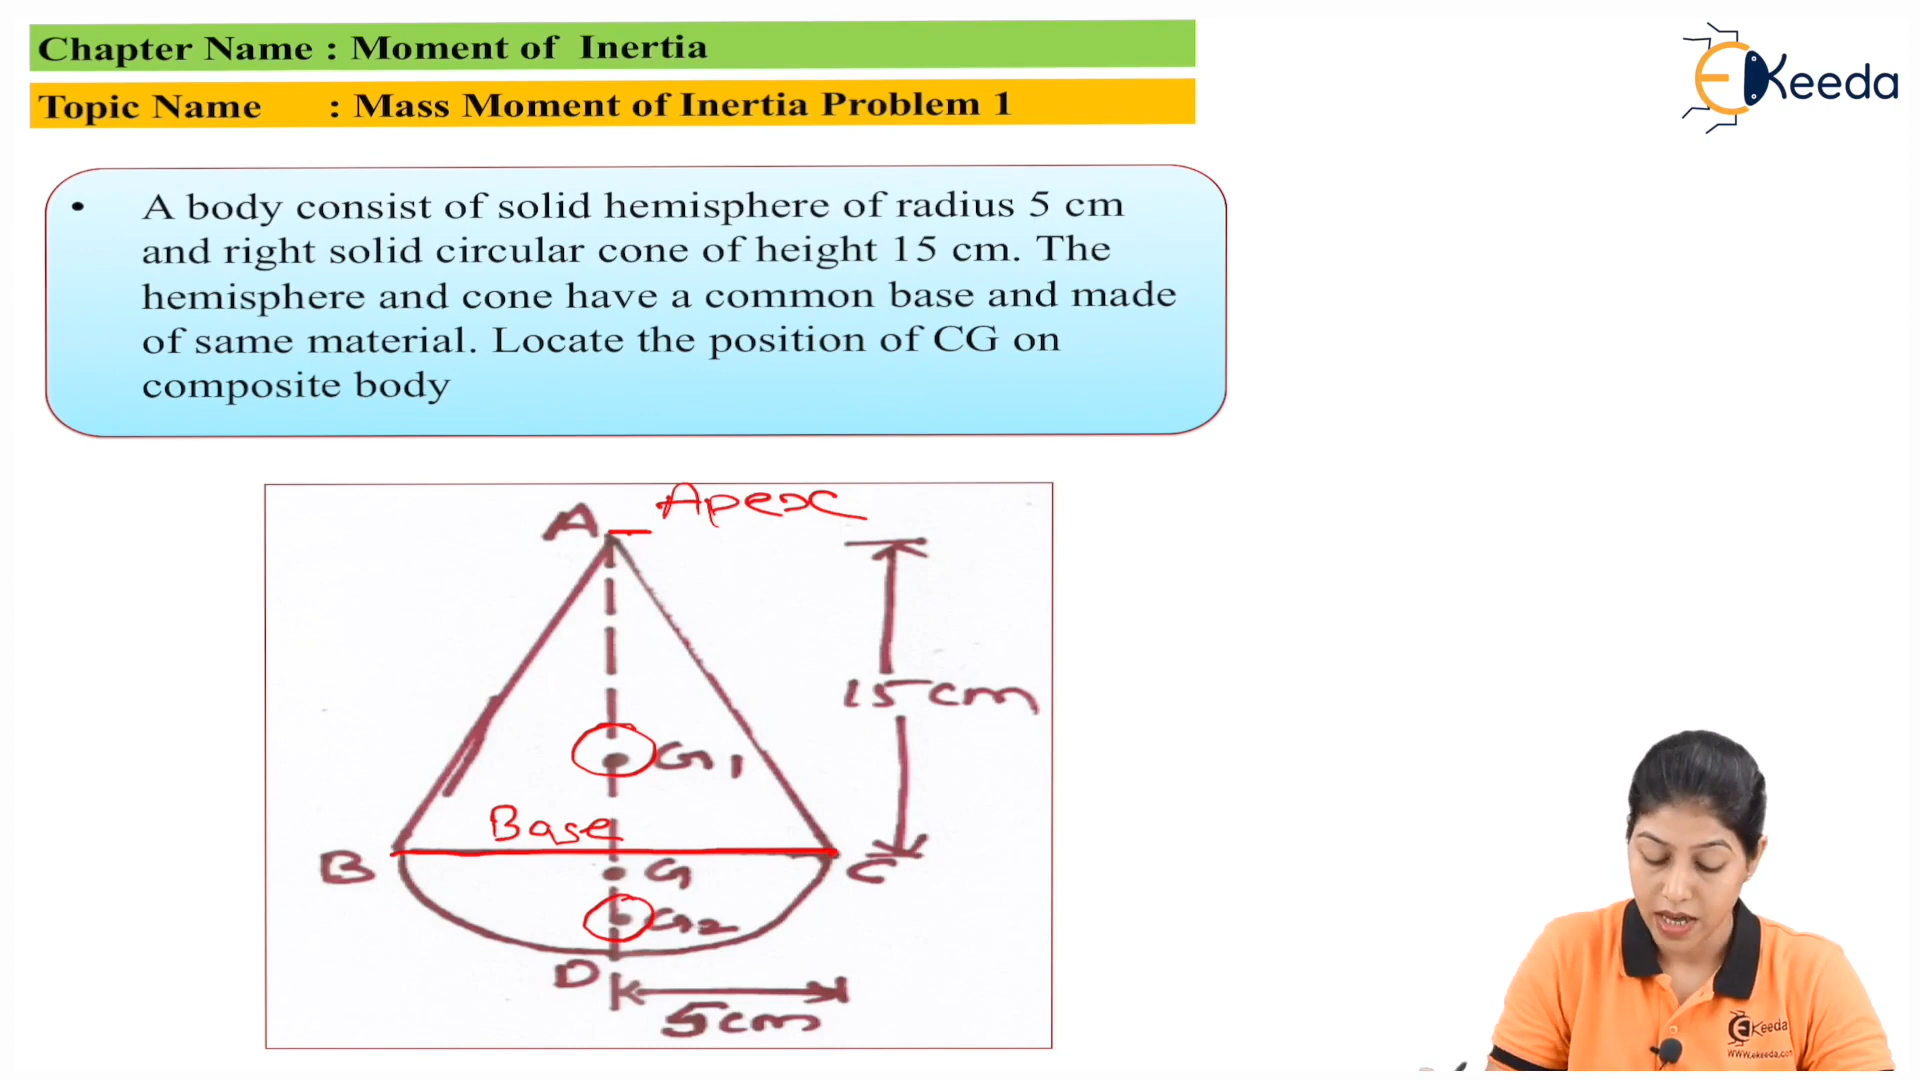 Chapter Name : Moment of Inertia
Keeda
Topic Name : Mass Moment of Inertia Problem 1
• A body consist of solid hemisphere of radius 5 cm
and right solid circular cone of height 15 cm. The
hemisphere and cone have a common base and made
of same material. Locate the position of CG on
composite body
A Apex
15cm
G1
Base
B G C
G2
D
5cm
Keeda
www.ekeeda.com